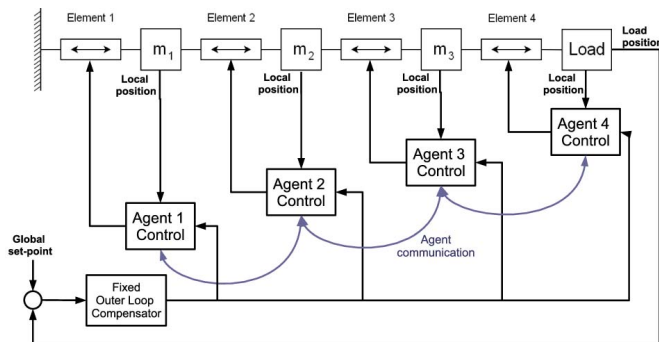 Element 1
Element 2
Element 3
Element 4
Load
position
m1
m2
m3
Load
Local
position
Local
position
Local
position
Local
position
Agent 4
Control
Agent 3
Control
Agent 2
Control
Agent 1
Control
Agent
communication
Global
set-point
Fixed
Outer Loop
Compensator